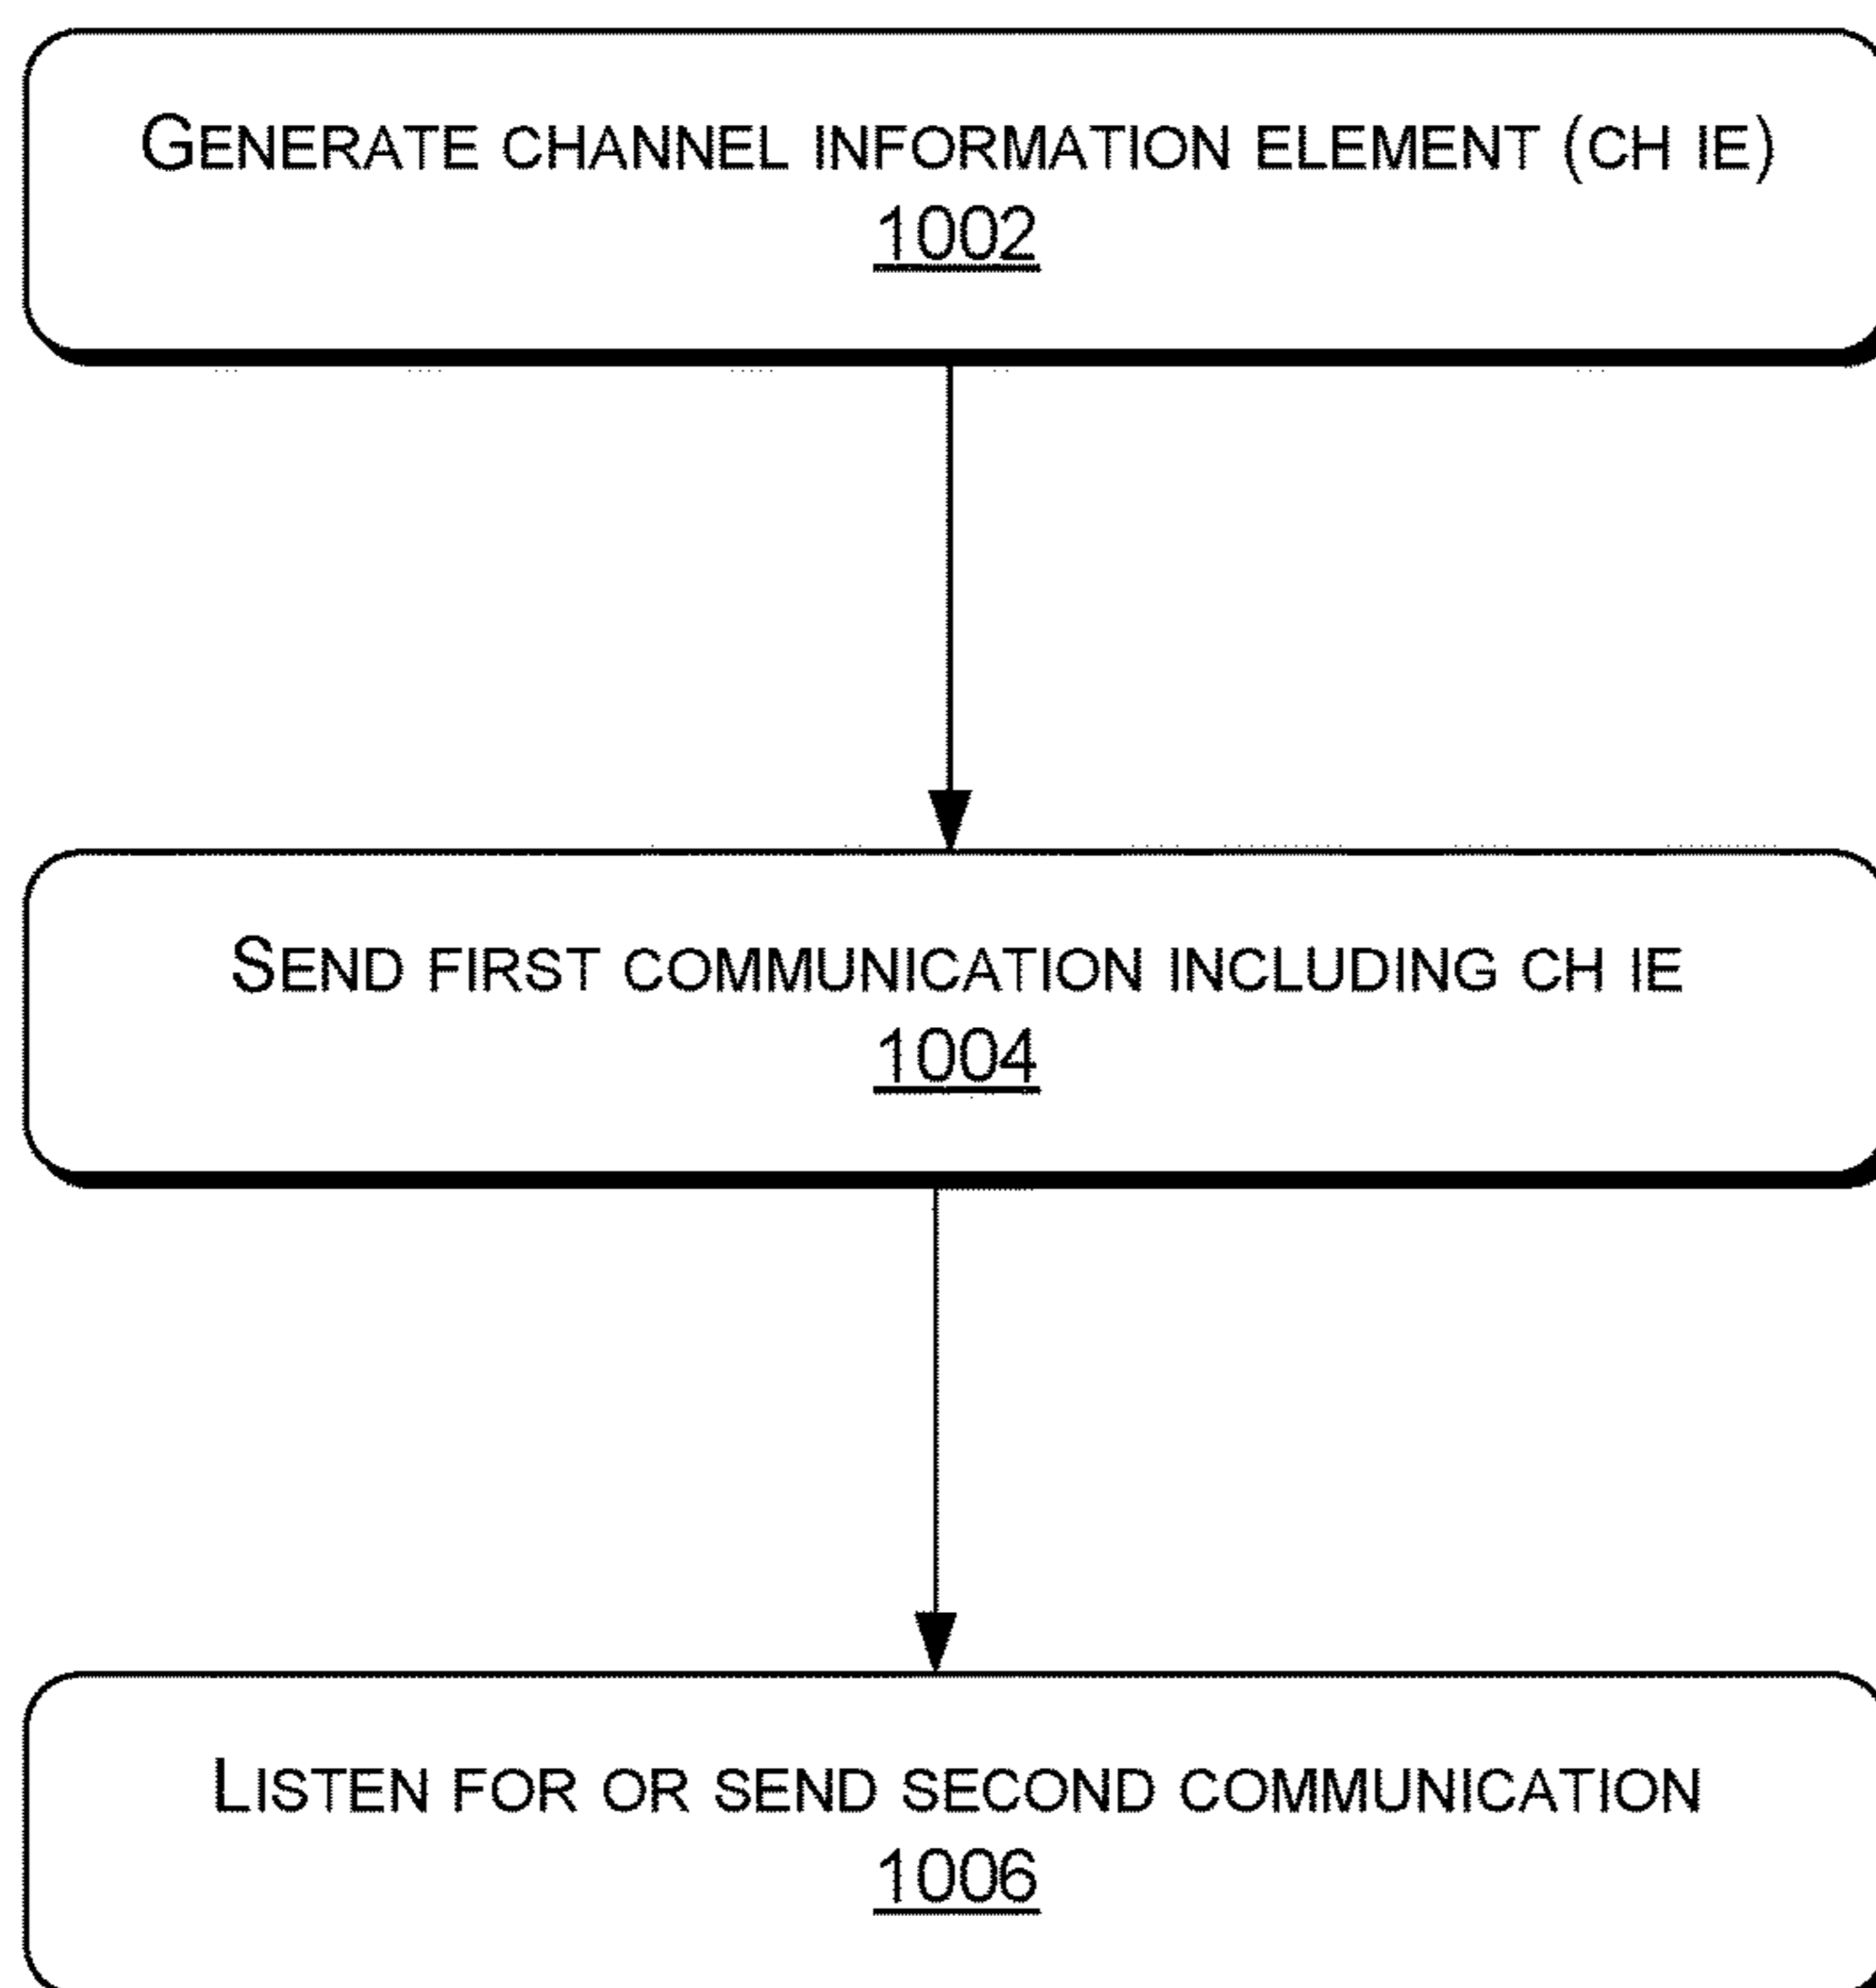 GENERATE CHANNEL INFORMATION ELEMENT (CH IE)
1002
SEND FIRST COMMUNICATION INCLUDING CH IE
1004
LISTEN FOR OR SEND SECOND COMMUNICATION
1006